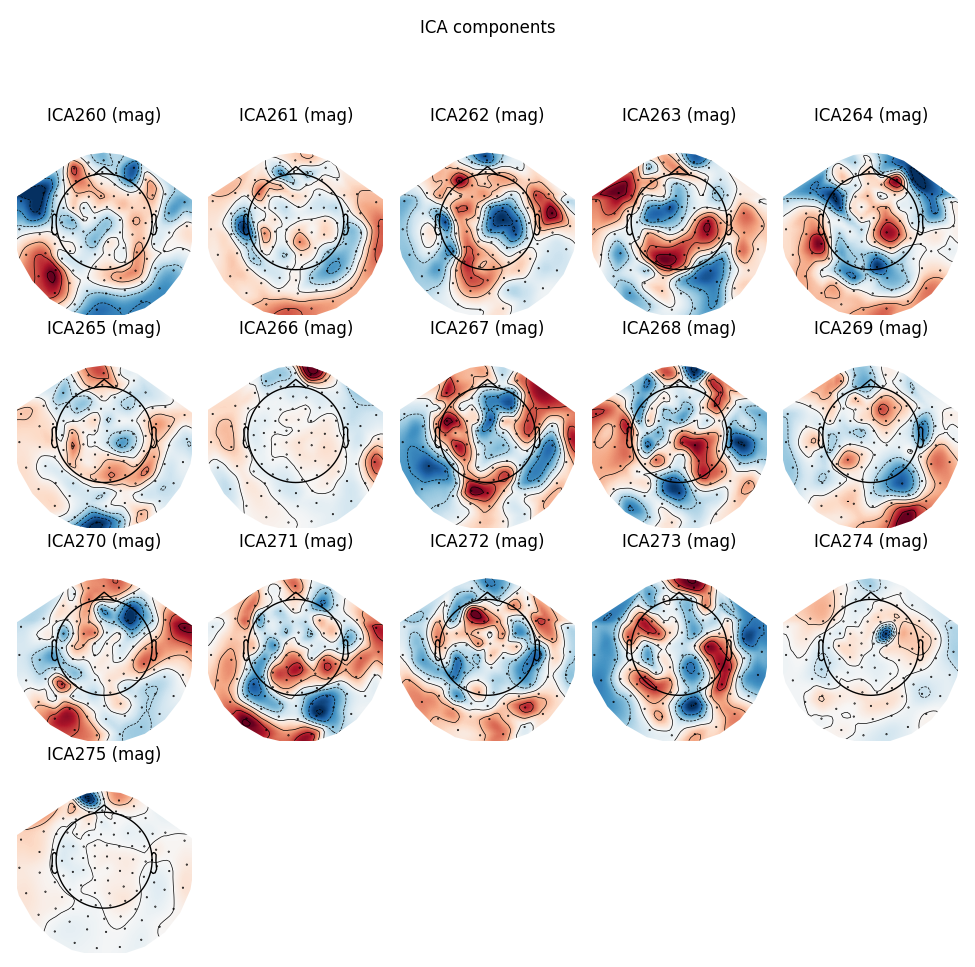 ICA components
ICA260 (mag) ICA261 (mag) ICA262 (mag) ICA263 (mag) ICA264 (mag)
ICA265 (mag) ICA266 (mag) ICA267 (mag) ICA268 (mag) ICA269 (mag)
ICA270 (mag) ICA271 (mag) ICA272 (mag) ICA273 (mag) ICA274 (mag)
ICA275 (mag)